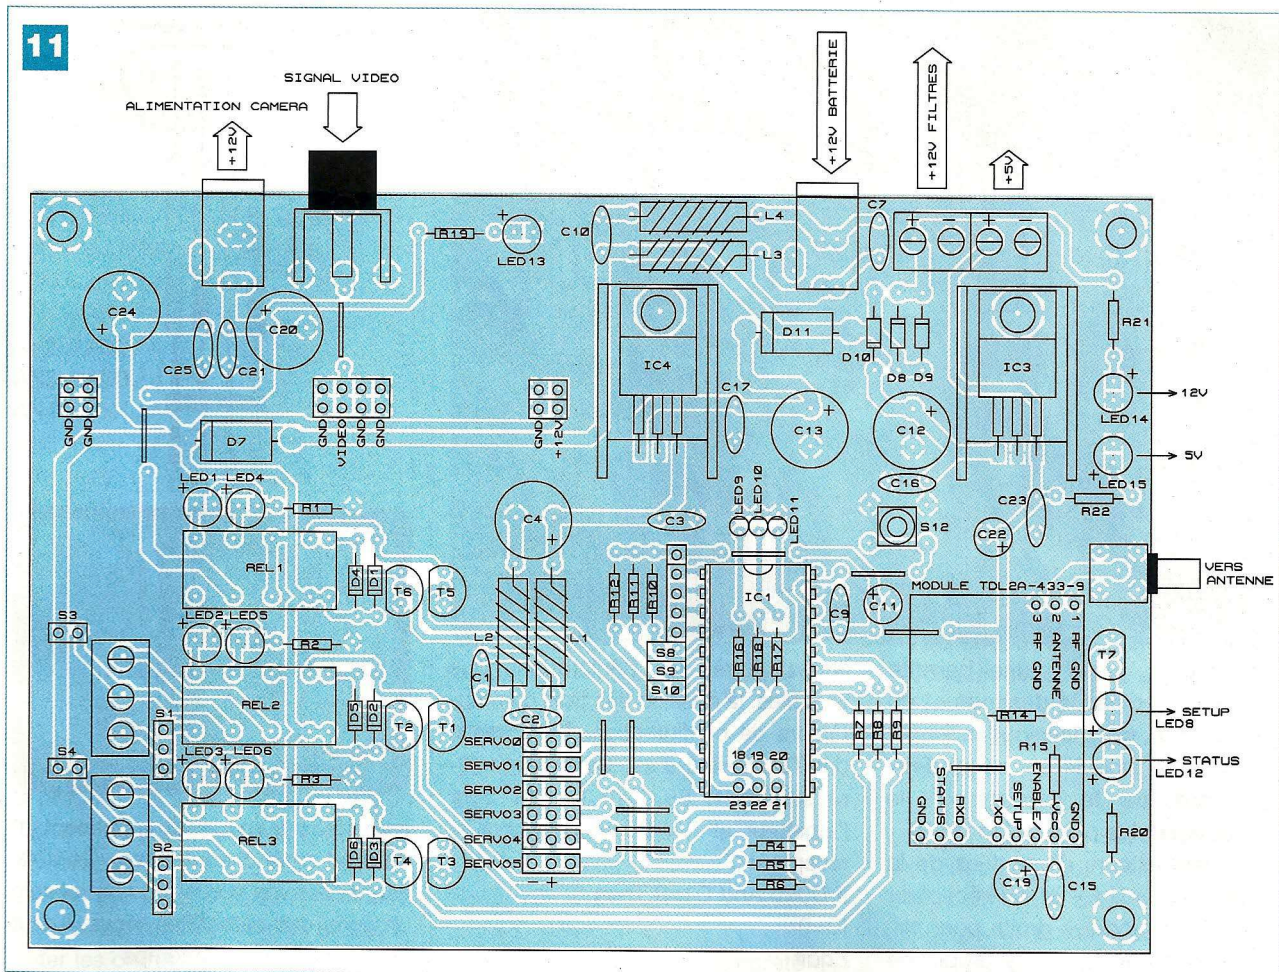 11
SIGNAL VIDEO
ALIMENTATION CAMERA
+12V
+12V BATTERIE
+12V FILTRES
+5V
C7
L4
C10
R19
LED13
L3
+ - + -
C24
C20
D11
R21
IC4
D10
IC3
C25
C21
D8
D9
C17
12V
LED14
GND
GND
GND
VIDEO
GND
GND
GND
+12V
D7
C13
C12
5V
LED15
LED1
LED4
C16
C23
R22
R1
LED9
LED10
LED11
C4
C3
S12
C22
REL1
D4
D1
T6
T5
R12
R11
R10
IC1
C9
C11
MODULE TDL2A-433-9
VERS
ANTENNE
S3
LED2
LED5
R2
L2
L1
S8
S9
S10
R16
R18
R17
3 2 1
RF GND
ANTENNE
RF GND
T7
C1
REL2
D5
D2
T2
T1
C2
S1
S4
LED3
LED6
R3
R7
R8
R9
R14
SETUP
LED8
R15
STATUS
LED12
SERVO0
SERVO1
SERVO2
SERVO3
SERVO4
SERVO5
- +
18 19 20
23 22 21
GND
STATUS
RXD
TXD
SETUP
ENABLE/
Vcc
GND
R20
REL3
D6
D3
T4
T3
S2
R4
R5
R6
C19
C15